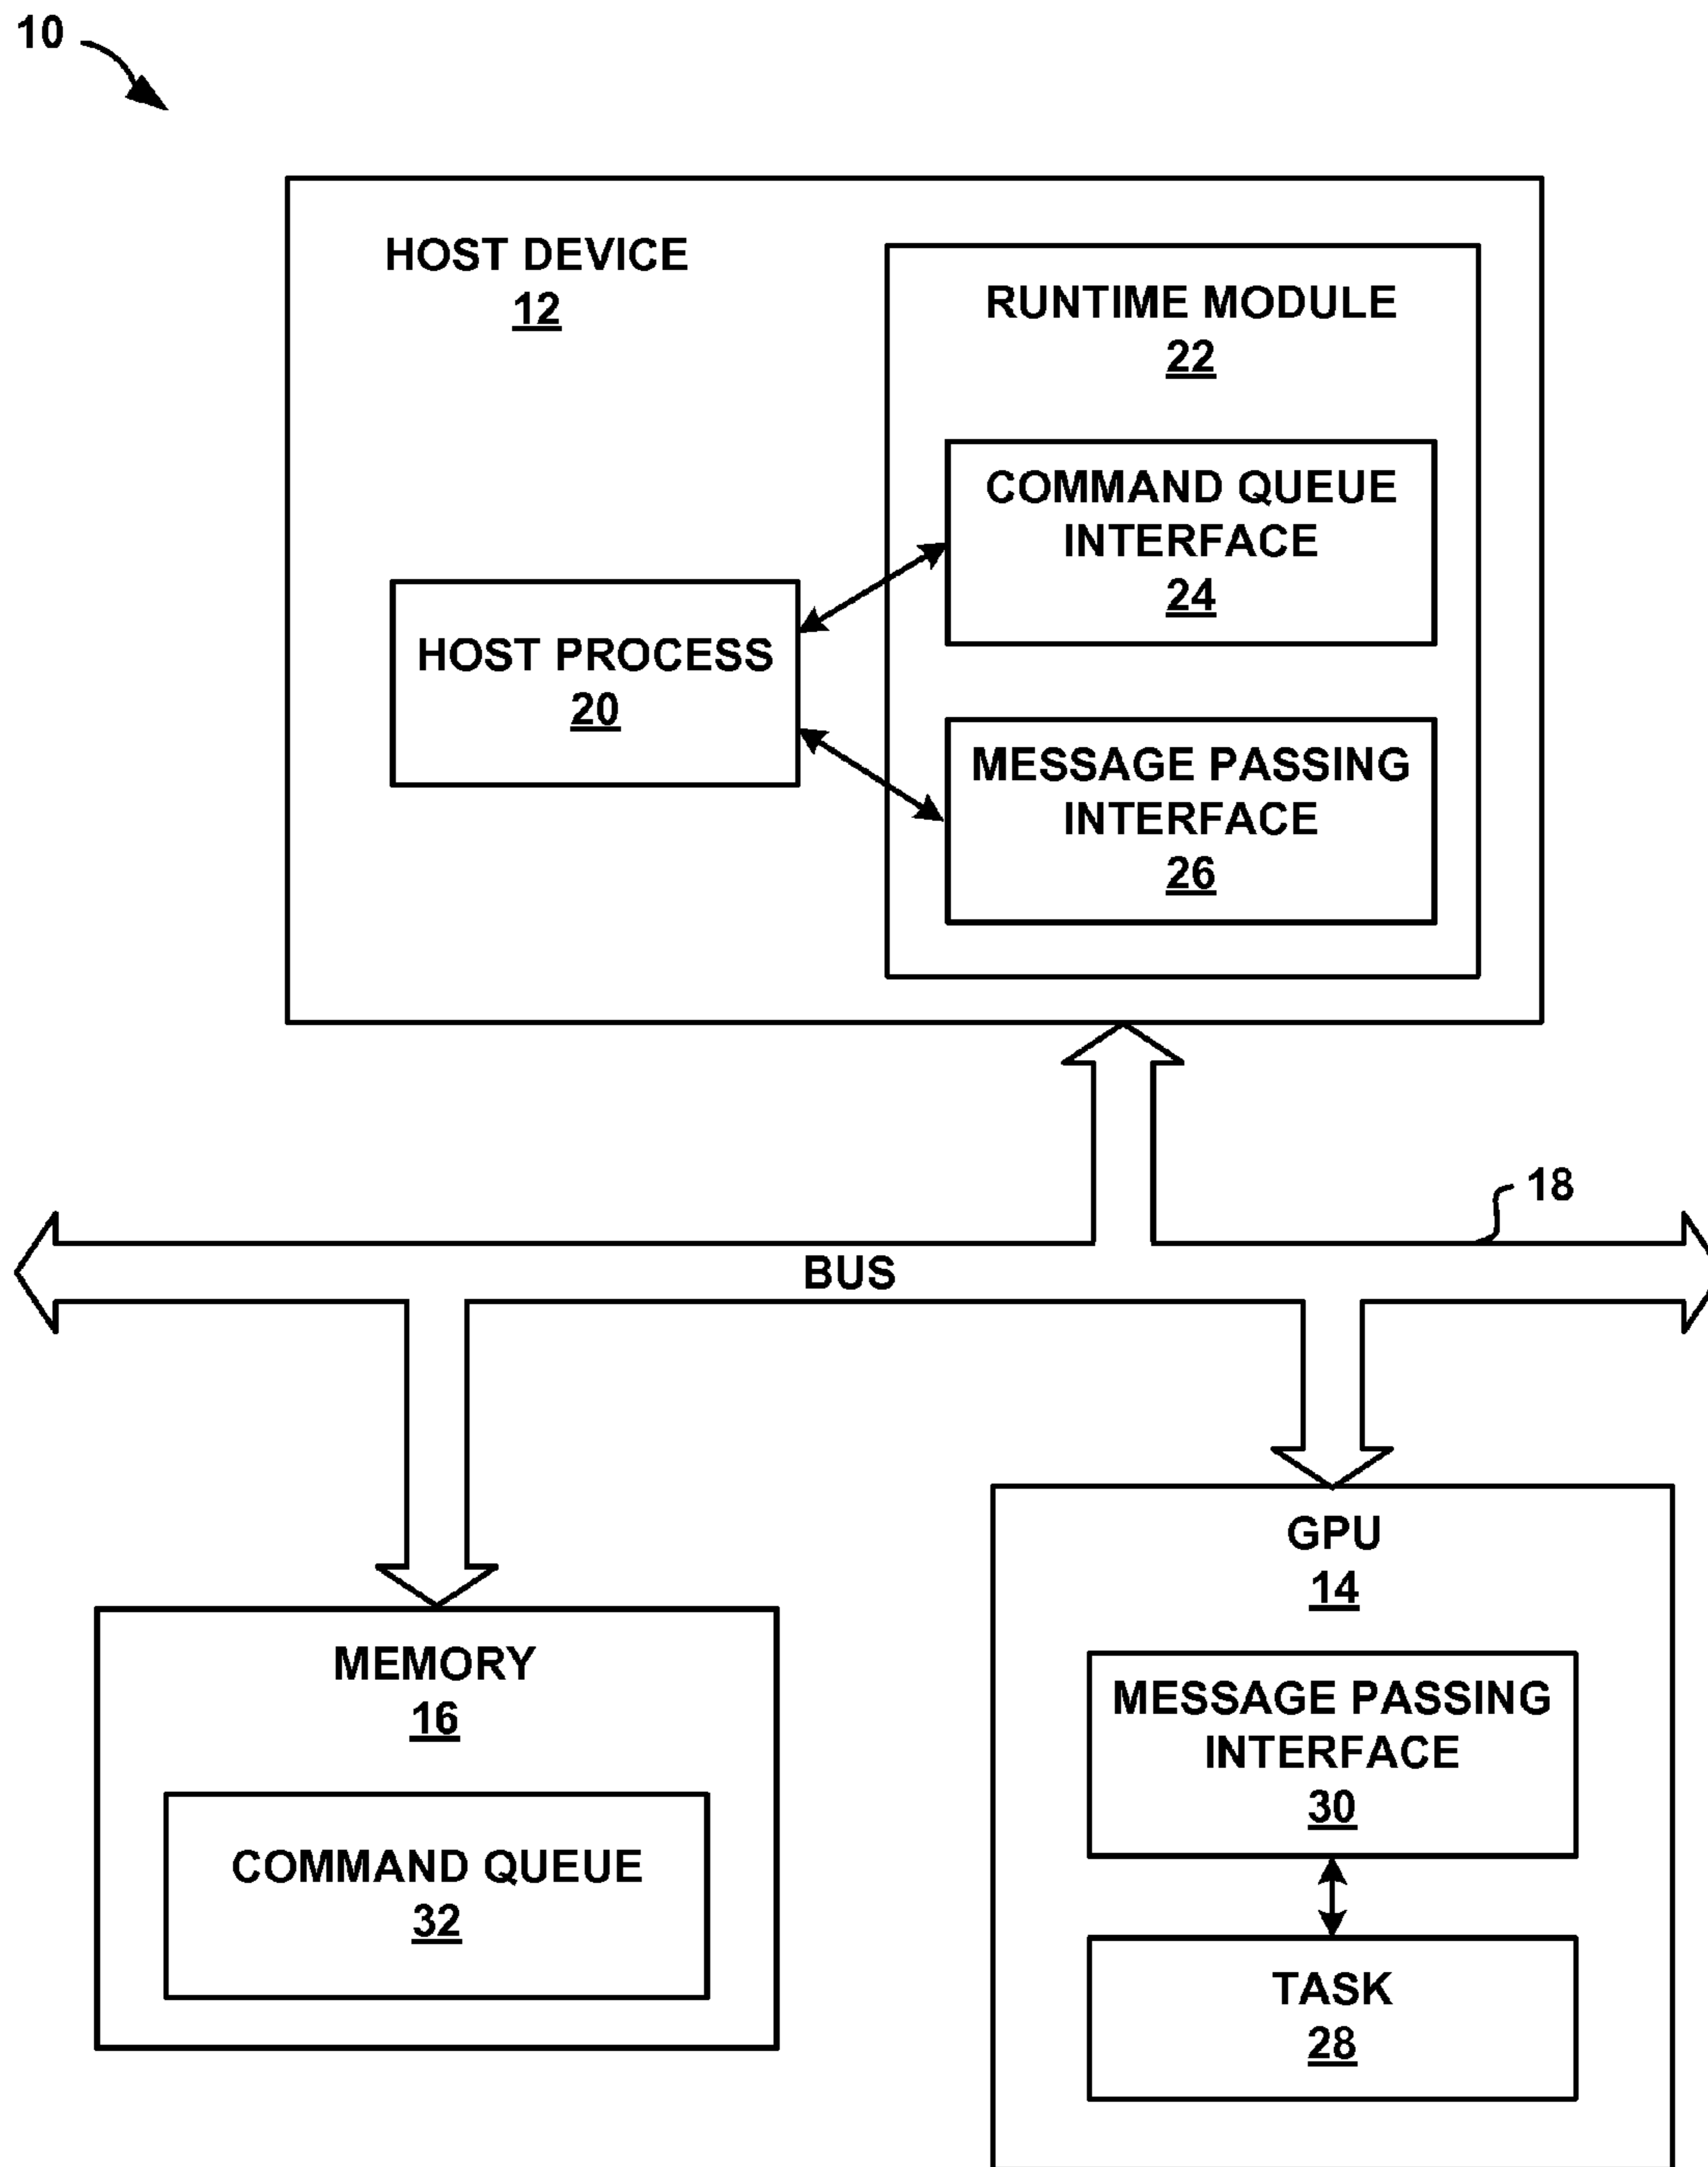 10
HOST DEVICE
12
RUNTIME MODULE
22
COMMAND QUEUE
INTERFACE
24
HOST PROCESS
20
MESSAGE PASSING
INTERFACE
26
18
BUS
GPU
14
MEMORY
16
MESSAGE PASSING
INTERFACE
30
COMMAND QUEUE
32
TASK
28